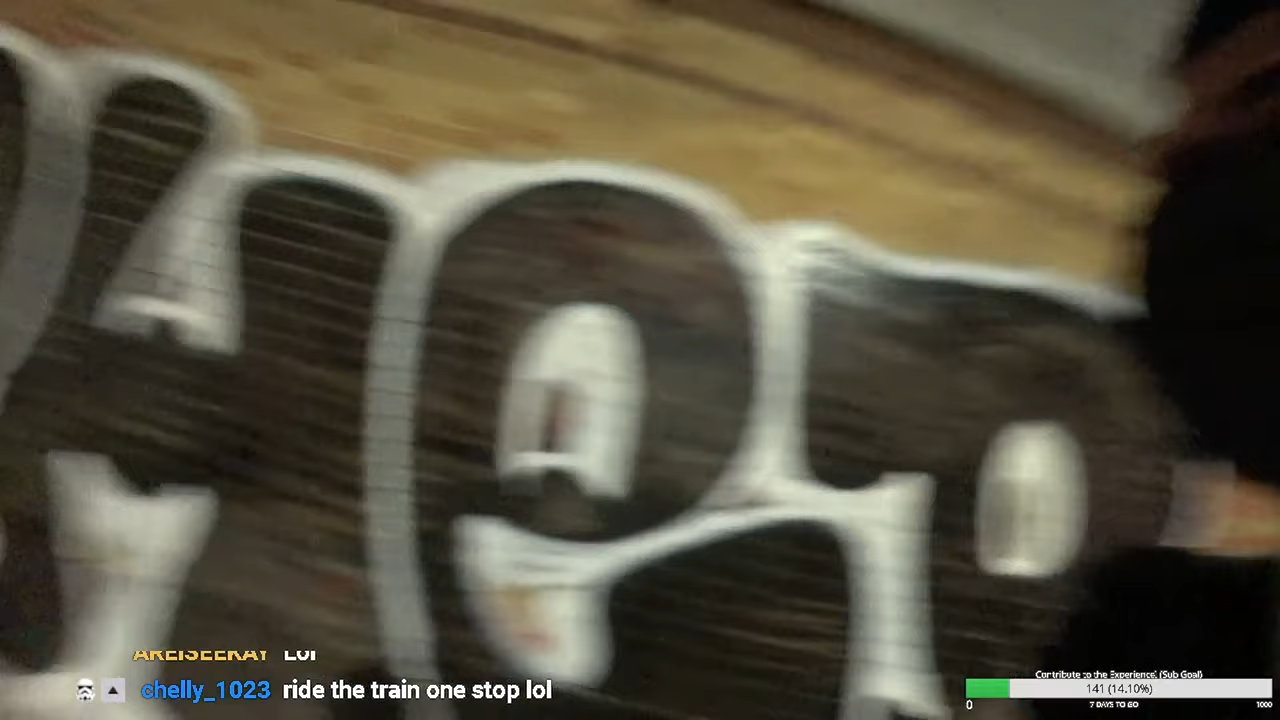 AREISEEKAY LOl
chelly_1023 ride the train one stop lol
Contribute to the Experience! (Sub Goal)
141 (14.10%)
0 7 DAYS TO GO 1000